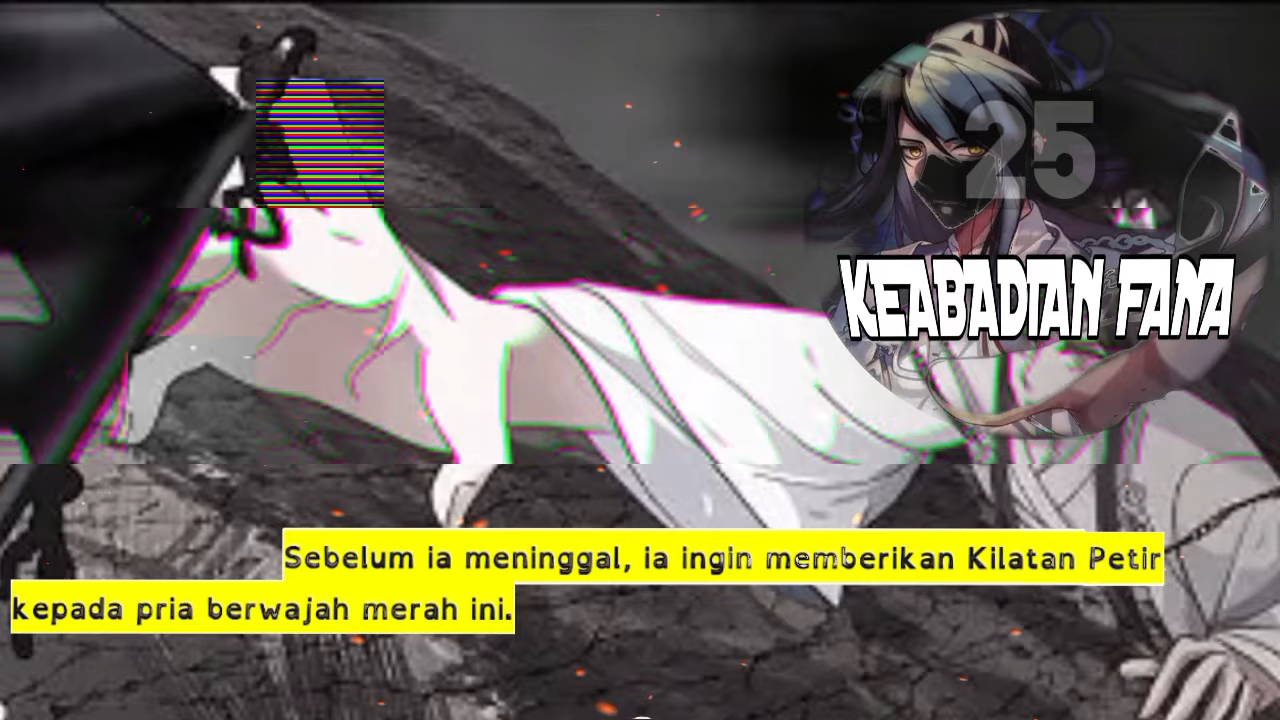 25
KEABADIAN FANA
Sebelum ia meninggal, ia ingin memberikan Kilatan Petir
kepada pria berwajah merah ini.